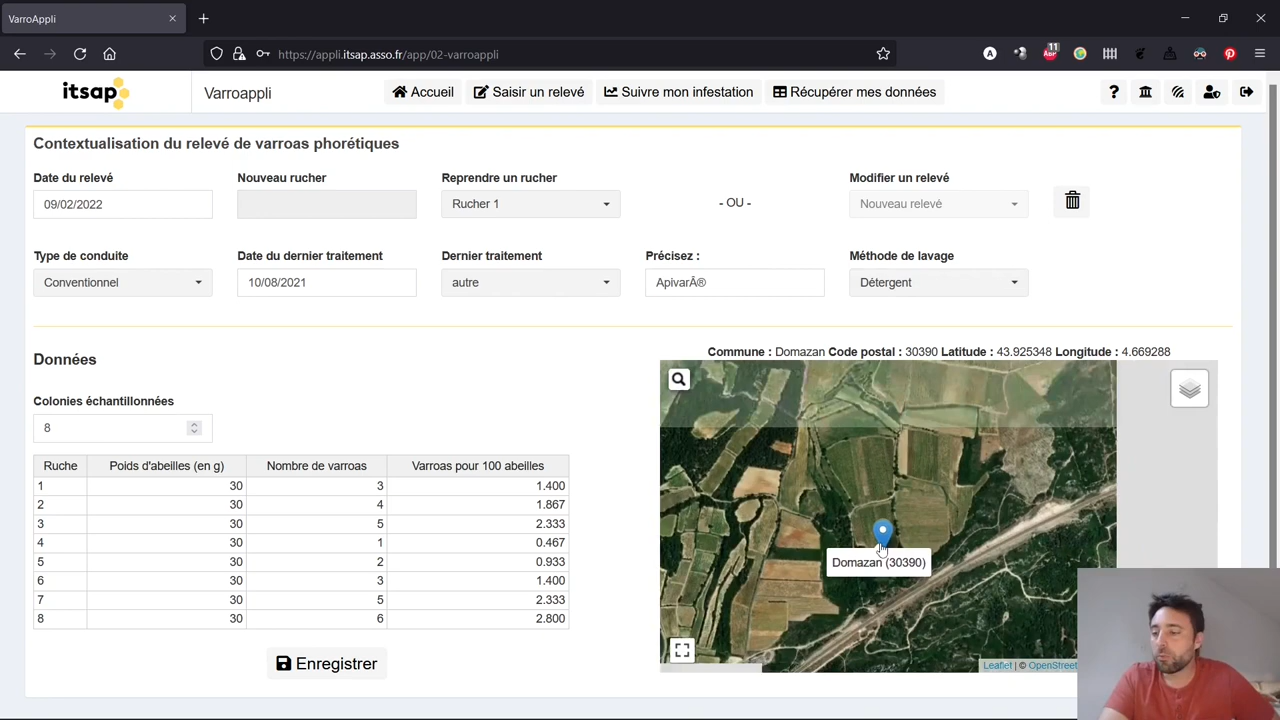 VarroAppli
11
https://appli.itsap.asso.fr/app/02-varroappli
itsap
Varroappli
Accueil
Saisir un relevé
Suivre mon infestation
Récupérer mes données
?
Contextualisation du relevé de varroas phorétiques
Date du relevé
Nouveau rucher
Reprendre un rucher
Modifier un relevé
09/02/2022
Rucher 1
- OU -
Nouveau relevé
Type de conduite
Date du dernier traitement
Dernier traitement
Précisez :
Méthode de lavage
Conventionnel
10/08/2021
autre
ApivarÂ®
Détergent
Données
Commune : Domazan Code postal : 30390 Latitude : 43.925348 Longitude : 4.669288
Colonies échantillonnées
8
Ruche Poids d'abeilles (en g) Nombre de varroas Varroas pour 100 abeilles
1 30 3 1.400
2 30 4 1.867
3 30 5 2.333
4 30 1 0.467
5 30 2 0.933
6 30 3 1.400
7 30 5 2.333
8 30 6 2.800
Domazan (30390)
Enregistrer
Leaflet | © OpenStreet